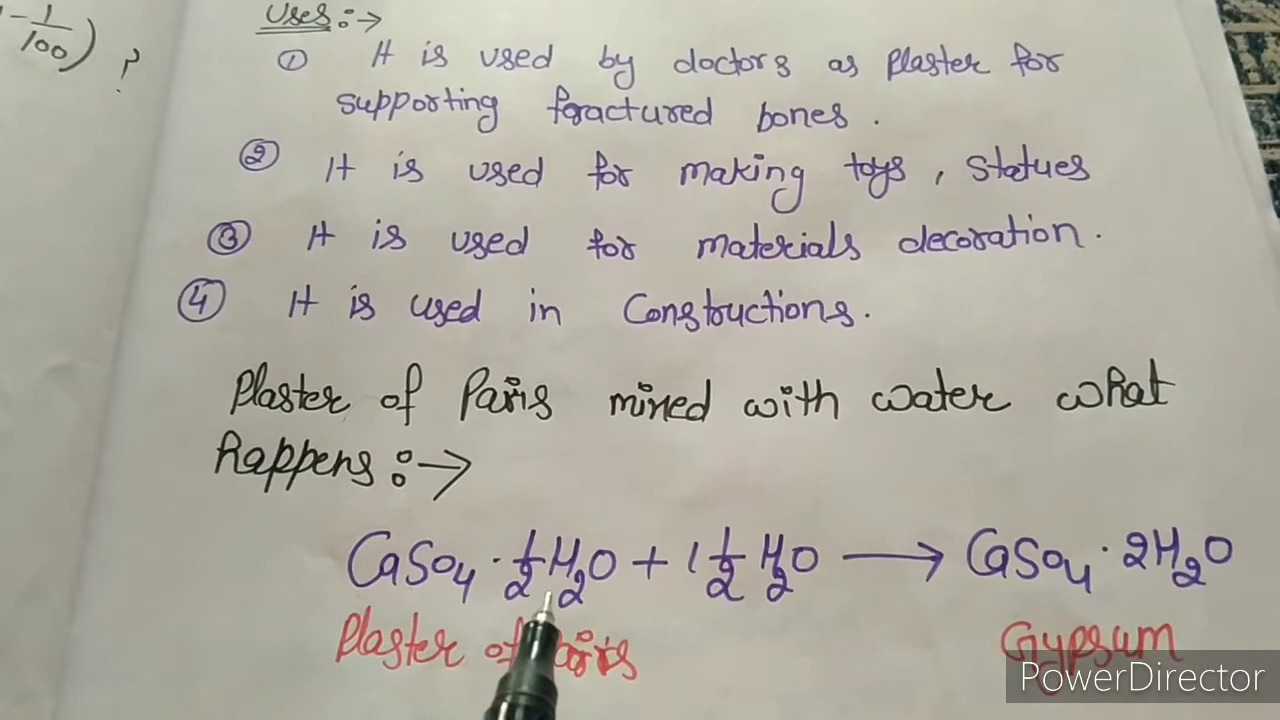 - 1/100) ?
Uses :→
① It is used by doctors as plaster for
supporting fractured bones.
② It is used for making toys, statues
③ It is used for materials decoration.
④ It is used in Constructions.
Plaster of Paris mixed with water what
happens :→
CaSO₄·½H₂O + 1½H₂O → CaSO₄·2H₂O
Plaster of Paris Gypsum
PowerDirector